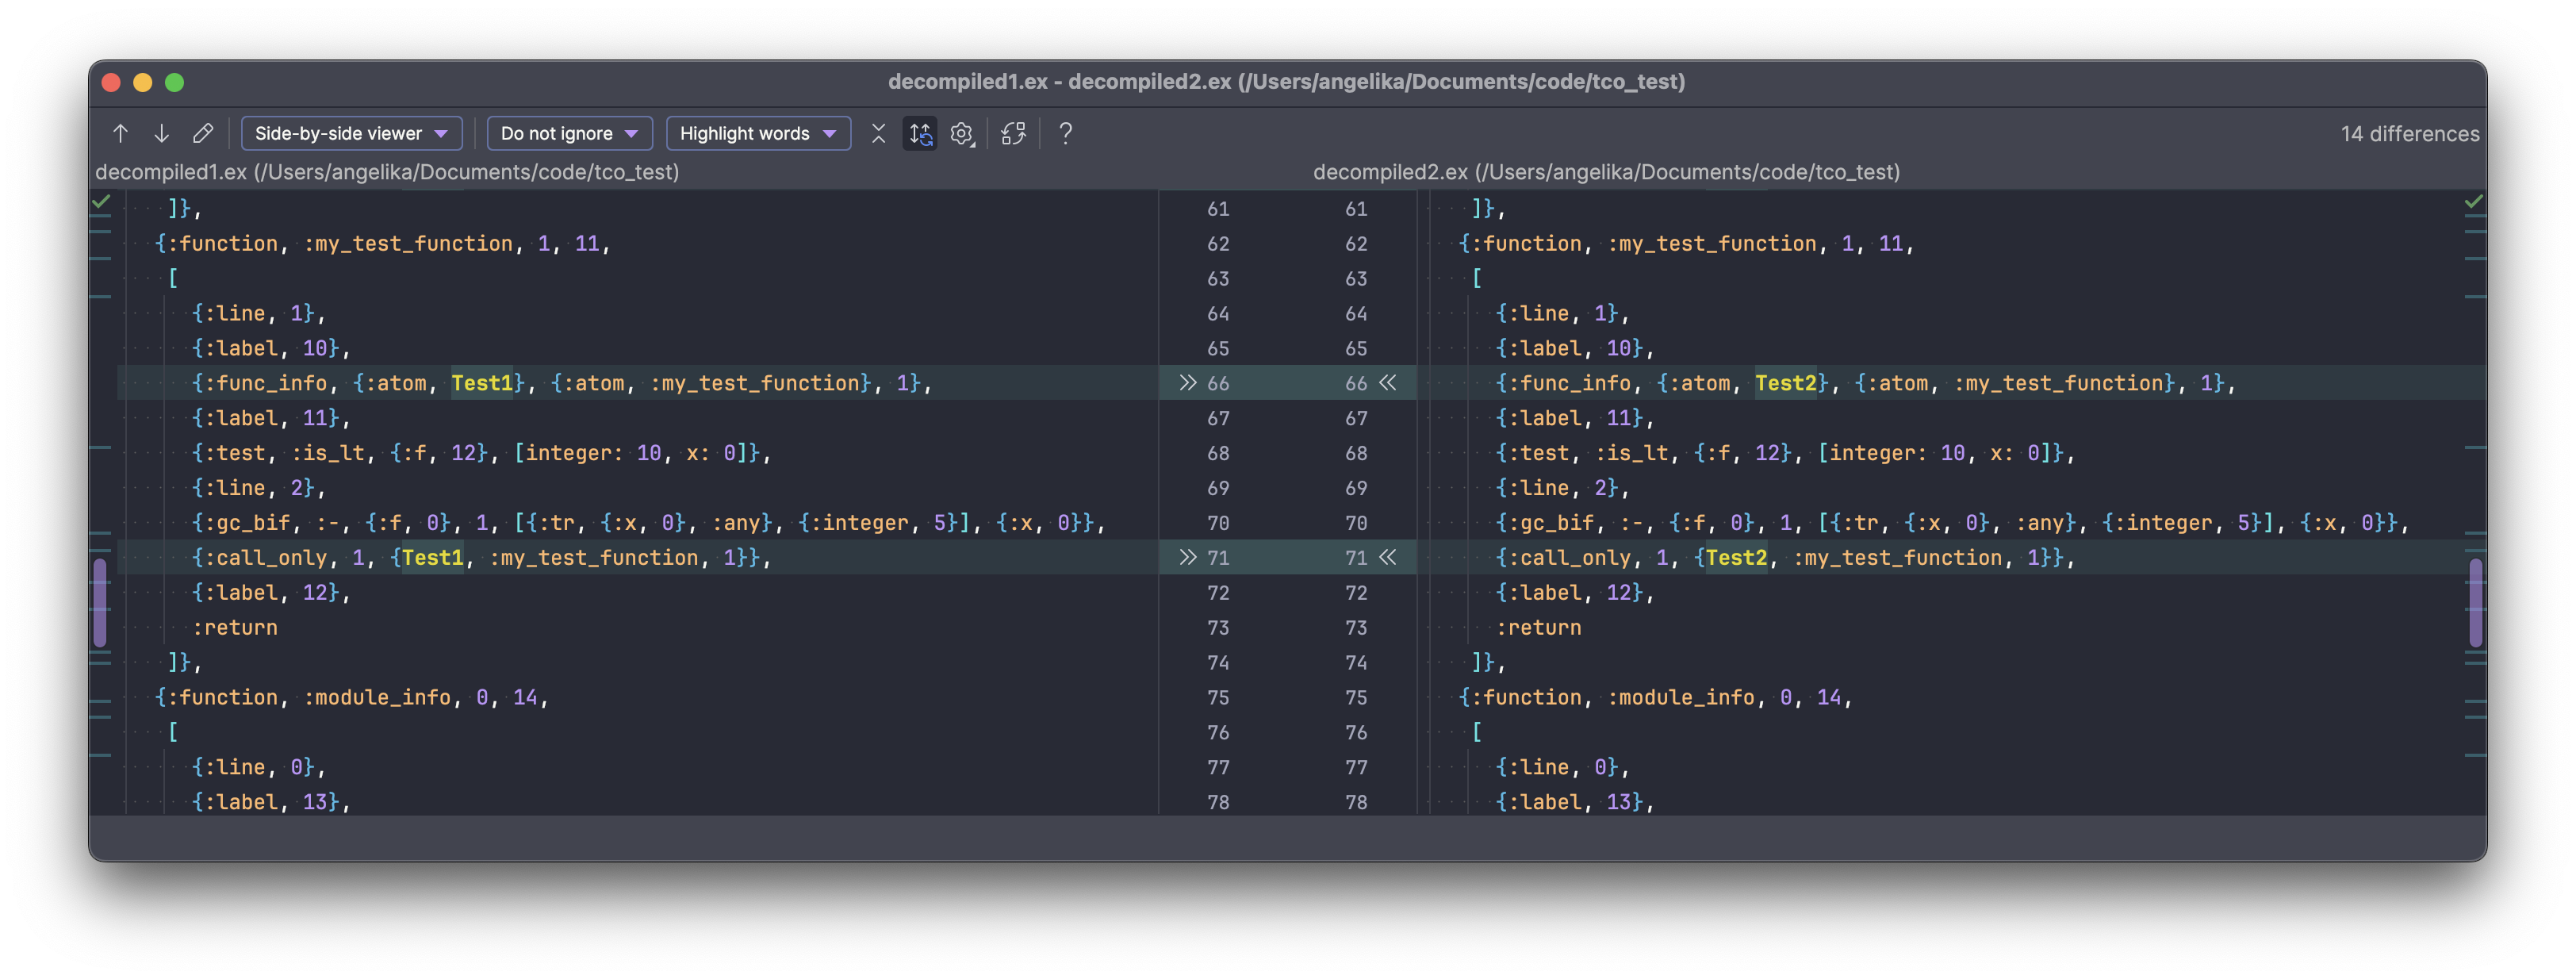 decompiled1.ex - decompiled2.ex (/Users/angelika/Documents/code/tco_test)
Side-by-side viewer Do not ignore Highlight words ? 14 differences
decompiled1.ex (/Users/angelika/Documents/code/tco_test) decompiled2.ex (/Users/angelika/Documents/code/tco_test)
]}, 61 61 ]},
{:function, :my_test_function, 1, 11, 62 62 {:function, :my_test_function, 1, 11,
[ 63 63 [
{:line, 1}, 64 64 {:line, 1},
{:label, 10}, 65 65 {:label, 10},
{:func_info, {:atom, Test1}, {:atom, :my_test_function}, 1}, >> 66 66 << {:func_info, {:atom, Test2}, {:atom, :my_test_function}, 1},
{:label, 11}, 67 67 {:label, 11},
{:test, :is_lt, {:f, 12}, [integer: 10, x: 0]}, 68 68 {:test, :is_lt, {:f, 12}, [integer: 10, x: 0]},
{:line, 2}, 69 69 {:line, 2},
{:gc_bif, :-, {:f, 0}, 1, [{:tr, {:x, 0}, :any}, {:integer, 5}], {:x, 0}}, 70 70 {:gc_bif, :-, {:f, 0}, 1, [{:tr, {:x, 0}, :any}, {:integer, 5}], {:x, 0}},
{:call_only, 1, {Test1, :my_test_function, 1}}, >> 71 71 << {:call_only, 1, {Test2, :my_test_function, 1}},
{:label, 12}, 72 72 {:label, 12},
:return 73 73 :return
]}, 74 74 ]},
{:function, :module_info, 0, 14, 75 75 {:function, :module_info, 0, 14,
[ 76 76 [
{:line, 0}, 77 77 {:line, 0},
{:label, 13}, 78 78 {:label, 13},